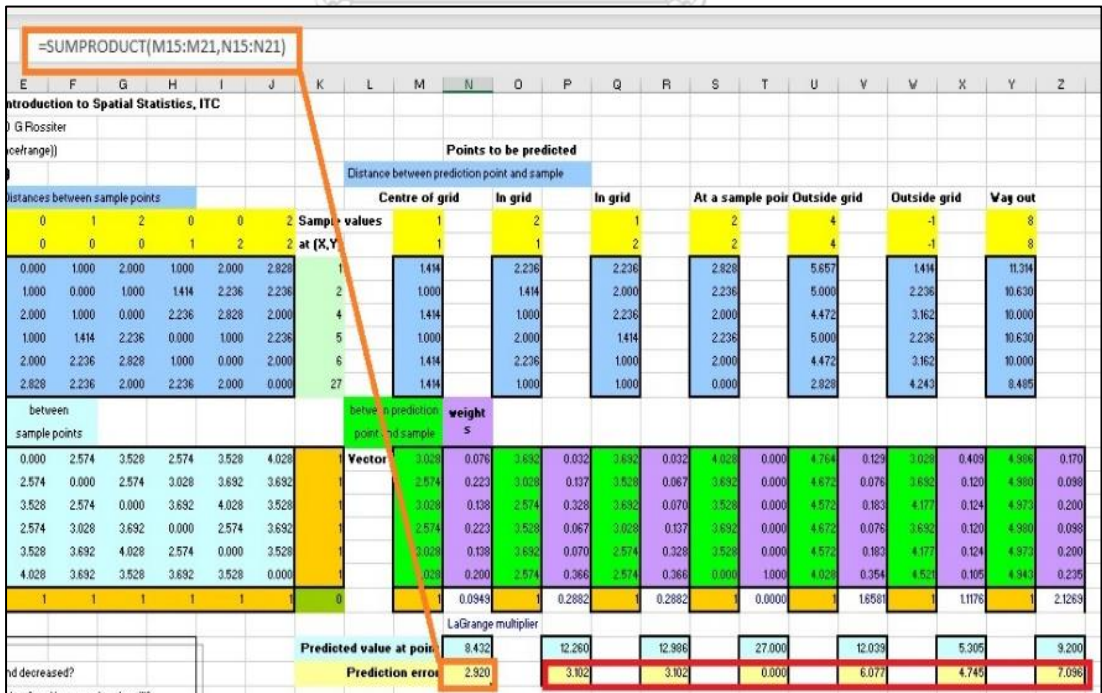 =SUMPRODUCT(M15:M21,N15:N21)
E F G H I J K L M N O P Q R S T U V W X Y Z
ntroduction to Spatial Statistics, ITC
G Rossiter
ce/range))
Points to be predicted
Distance between prediction point and sample
Distances between sample points Centre of grid In grid In grid At a sample poir Outside grid Outside grid Way out
0 1 2 0 0 2 Sample values 1 2 1 2 4 -1 8
0 0 0 1 2 2 at (X,Y) 1 1 2 2 4 -1 8
0.000 1.000 2.000 1.000 2.000 2.828 1 1.414 2.236 2.236 2.828 5.657 1.414 11.314
1.000 0.000 1.000 1.414 2.236 2.236 2 1.000 1.414 2.000 2.236 5.000 2.236 10.630
2.000 1.000 0.000 2.236 2.828 2.000 4 1.414 1.000 2.236 2.000 4.472 3.162 10.000
1.000 1.414 2.236 0.000 1.000 2.236 5 1.000 2.000 1.414 2.236 5.000 2.236 10.630
2.000 2.236 2.828 1.000 0.000 2.000 6 1.414 2.236 1.000 2.000 4.472 3.162 10.000
2.828 2.236 2.000 2.236 2.000 0.000 27 1.414 1.000 1.000 0.000 2.828 4.243 8.485
between between prediction weight
sample points point and sample s
0.000 2.574 3.528 2.574 3.528 4.028 1 Vector 3.028 0.076 3.692 0.032 3.692 0.032 4.028 0.000 4.764 0.129 3.028 0.409 4.986 0.170
2.574 0.000 2.574 3.028 3.692 3.692 1 2.574 0.223 3.028 0.137 3.528 0.067 3.692 0.000 4.672 0.076 3.692 0.120 4.980 0.098
3.528 2.574 0.000 3.692 4.028 3.528 1 3.028 0.138 2.574 0.328 3.692 0.070 3.528 0.000 4.572 0.183 4.177 0.124 4.973 0.200
2.574 3.028 3.692 0.000 2.574 3.692 1 2.574 0.223 3.528 0.067 3.028 0.137 3.692 0.000 4.672 0.076 3.692 0.120 4.980 0.098
3.528 3.692 4.028 2.574 0.000 3.528 1 3.028 0.138 3.692 0.070 2.574 0.328 3.528 0.000 4.572 0.183 4.177 0.124 4.973 0.200
4.028 3.692 3.528 3.692 3.528 0.000 1 3.028 0.200 2.574 0.366 2.574 0.366 0.000 1.000 4.028 0.354 4.521 0.105 4.943 0.235
1 1 1 1 1 1 0 1 0.0949 1 0.2882 1 0.2882 1 0.0000 1 1.6581 1 1.1176 1 2.1269
LaGrange multiplier
Predicted value at poin 8.432 12.260 12.986 27.000 12.039 5.305 9.200
nd decreased? Prediction error 2.920 3.102 3.102 0.000 6.077 4.745 7.096